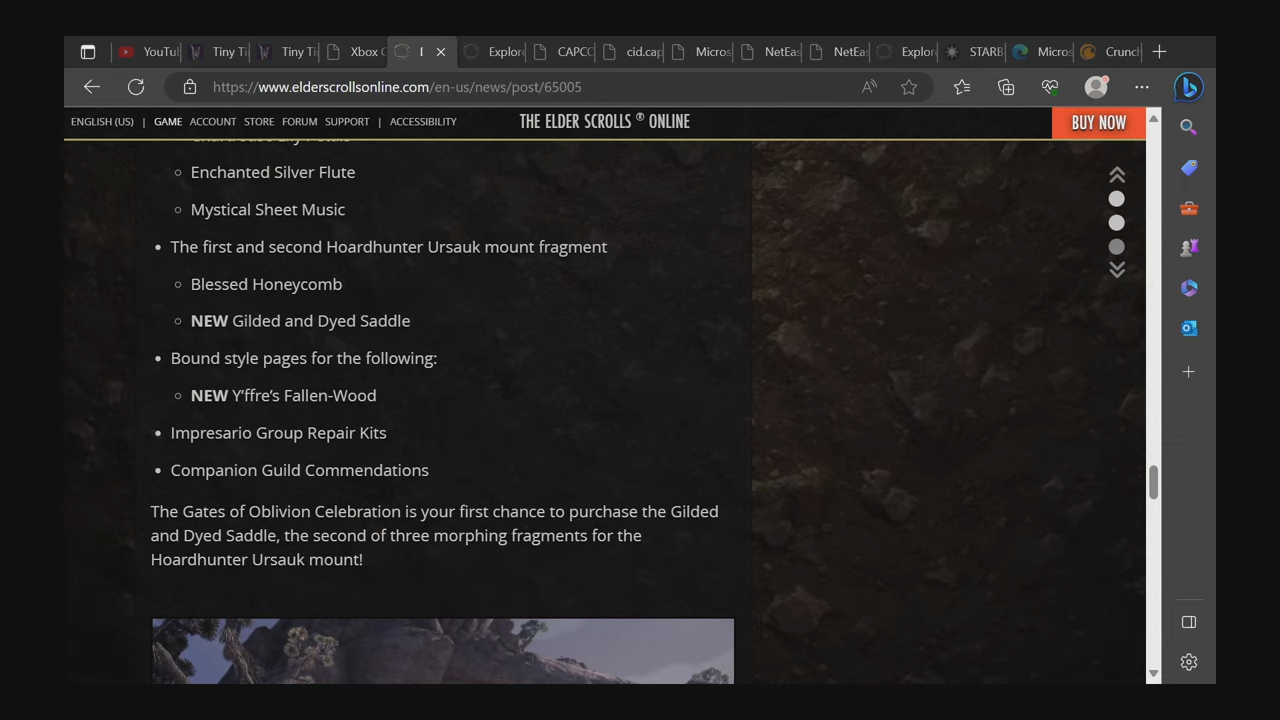 YouTu
Tiny Ti
Tiny Ti
Xbox C
I
Explor
CAPCC
cid.cap
Micros
NetEa
NetEa
Explor
STARB
Micros
Crunch
https://www.elderscrollsonline.com/en-us/news/post/65005
ENGLISH (US) | GAME ACCOUNT STORE FORUM SUPPORT | ACCESSIBILITY
THE ELDER SCROLLS ® ONLINE
BUY NOW
Enchanted Silver Flute
Mystical Sheet Music
The first and second Hoardhunter Ursauk mount fragment
Blessed Honeycomb
NEW Gilded and Dyed Saddle
Bound style pages for the following:
NEW Y’ffre’s Fallen-Wood
Impresario Group Repair Kits
Companion Guild Commendations
The Gates of Oblivion Celebration is your first chance to purchase the Gilded
and Dyed Saddle, the second of three morphing fragments for the
Hoardhunter Ursauk mount!